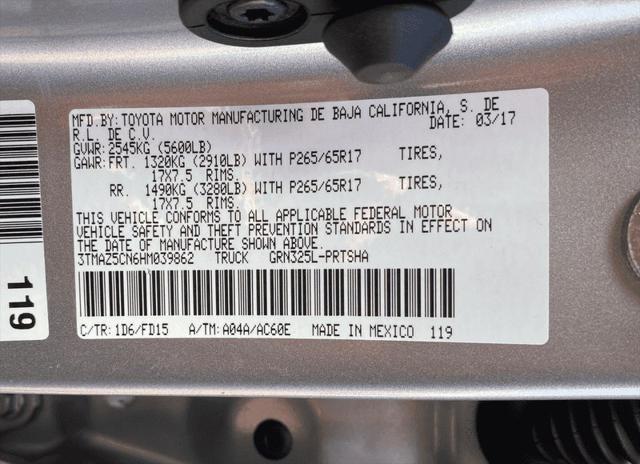 MFD BY: TOYOTA MOTOR MANUFACTURING DE BAJA CALIFORNIA, S. DE
R.L. DE C.V. DATE: 03/17
GVWR: 2545KG (5600LB)
GAWR: FRT. 1320KG (2910LB) WITH P265/65R17 TIRES,
17X7.5 RIMS.
RR. 1490KG (3280LB) WITH P265/65R17 TIRES,
17X7.5 RIMS.
THIS VEHICLE CONFORMS TO ALL APPLICABLE FEDERAL MOTOR
VEHICLE SAFETY AND THEFT PREVENTION STANDARDS IN EFFECT ON
THE DATE OF MANUFACTURE SHOWN ABOVE.
3TMAZ5CN6HM039862 TRUCK GRN325L-PRTSHA
C/TR: 1D6/FD15 A/TM: A04A/AC60E MADE IN MEXICO 119
119